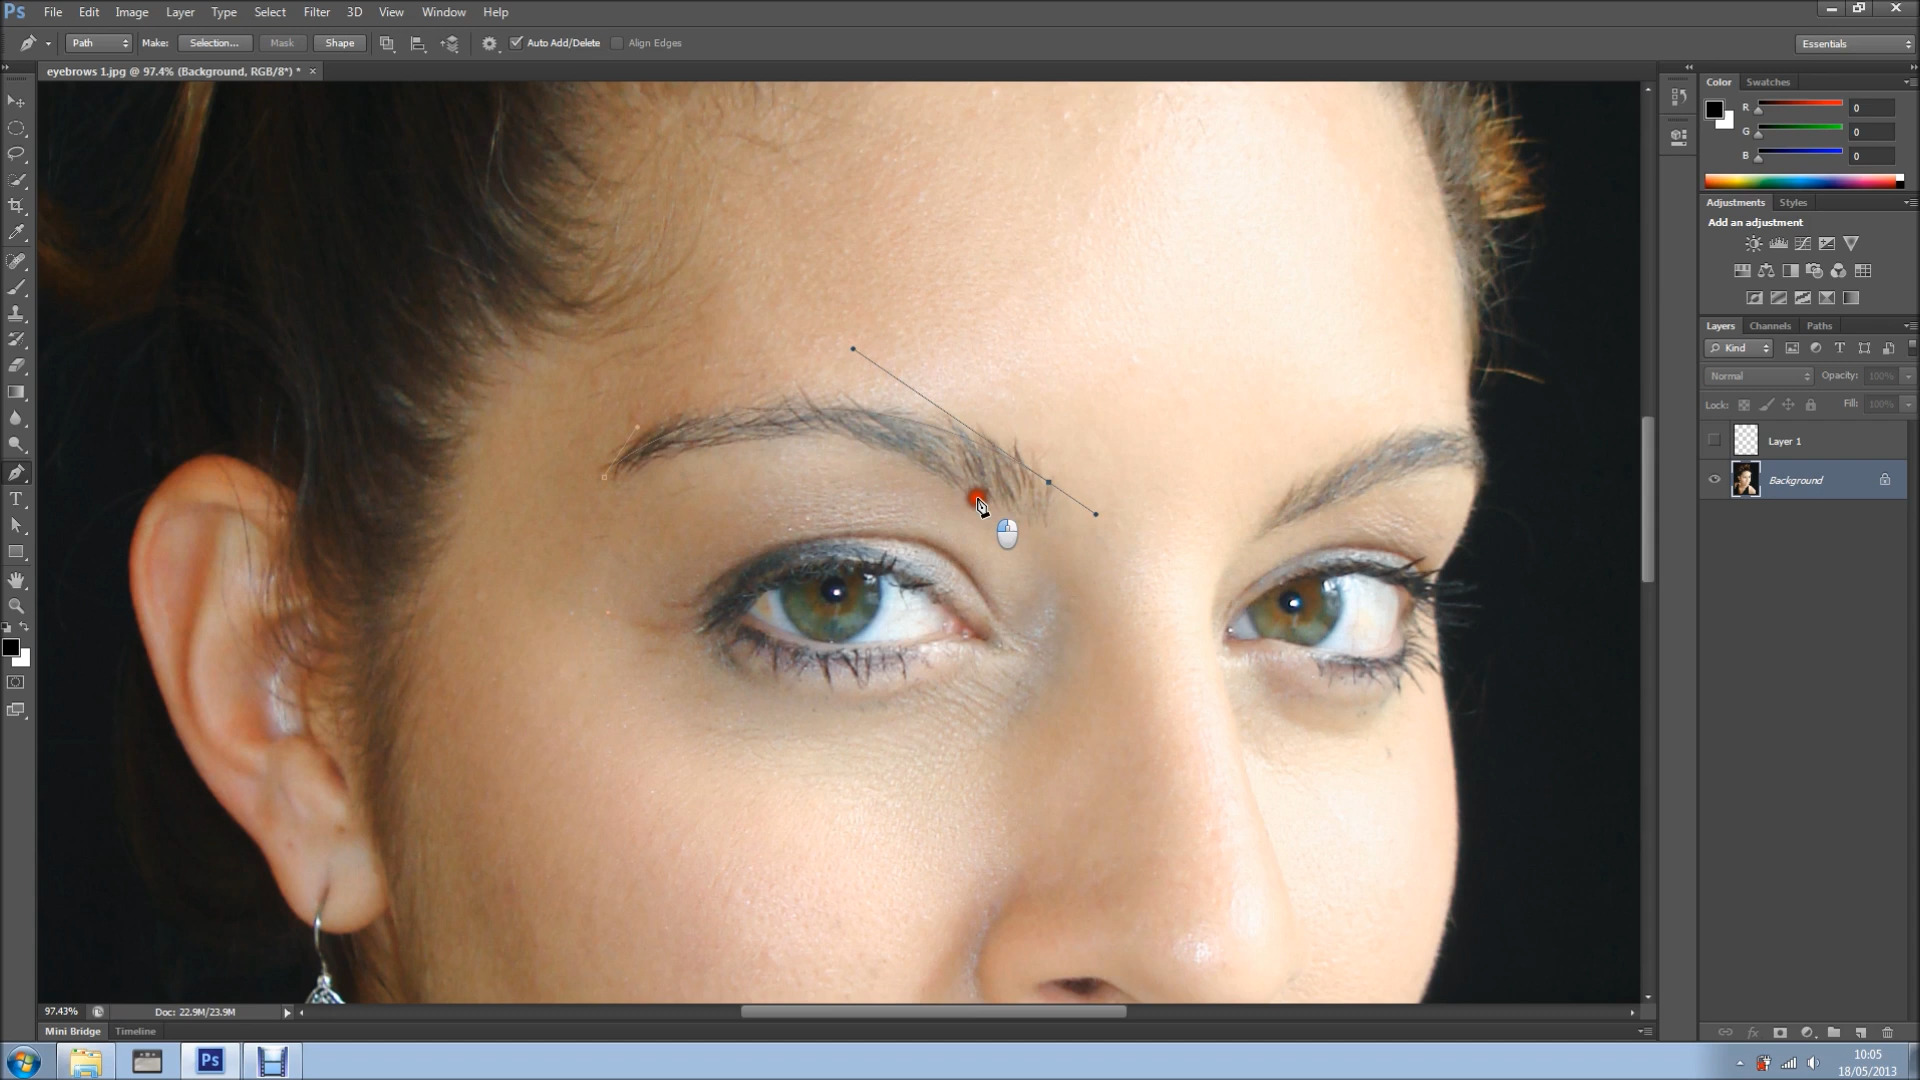 Ps File Edit Image Layer Type Select Filter 3D View Window Help
Path Make: Selection... Mask Shape Auto Add/Delete Align Edges Essentials
eyebrows 1.jpg @ 97.4% (Background, RGB/8*) * ×
Color Swatches
R 0
G 0
B 0
Adjustments Styles
Add an adjustment
Layers Channels Paths
Kind
Normal Opacity: 100%
Lock: Fill: 100%
Layer 1
Background
97.43% Doc: 22.9M/23.9M
Mini Bridge Timeline
Ps
10:05
18/05/2013